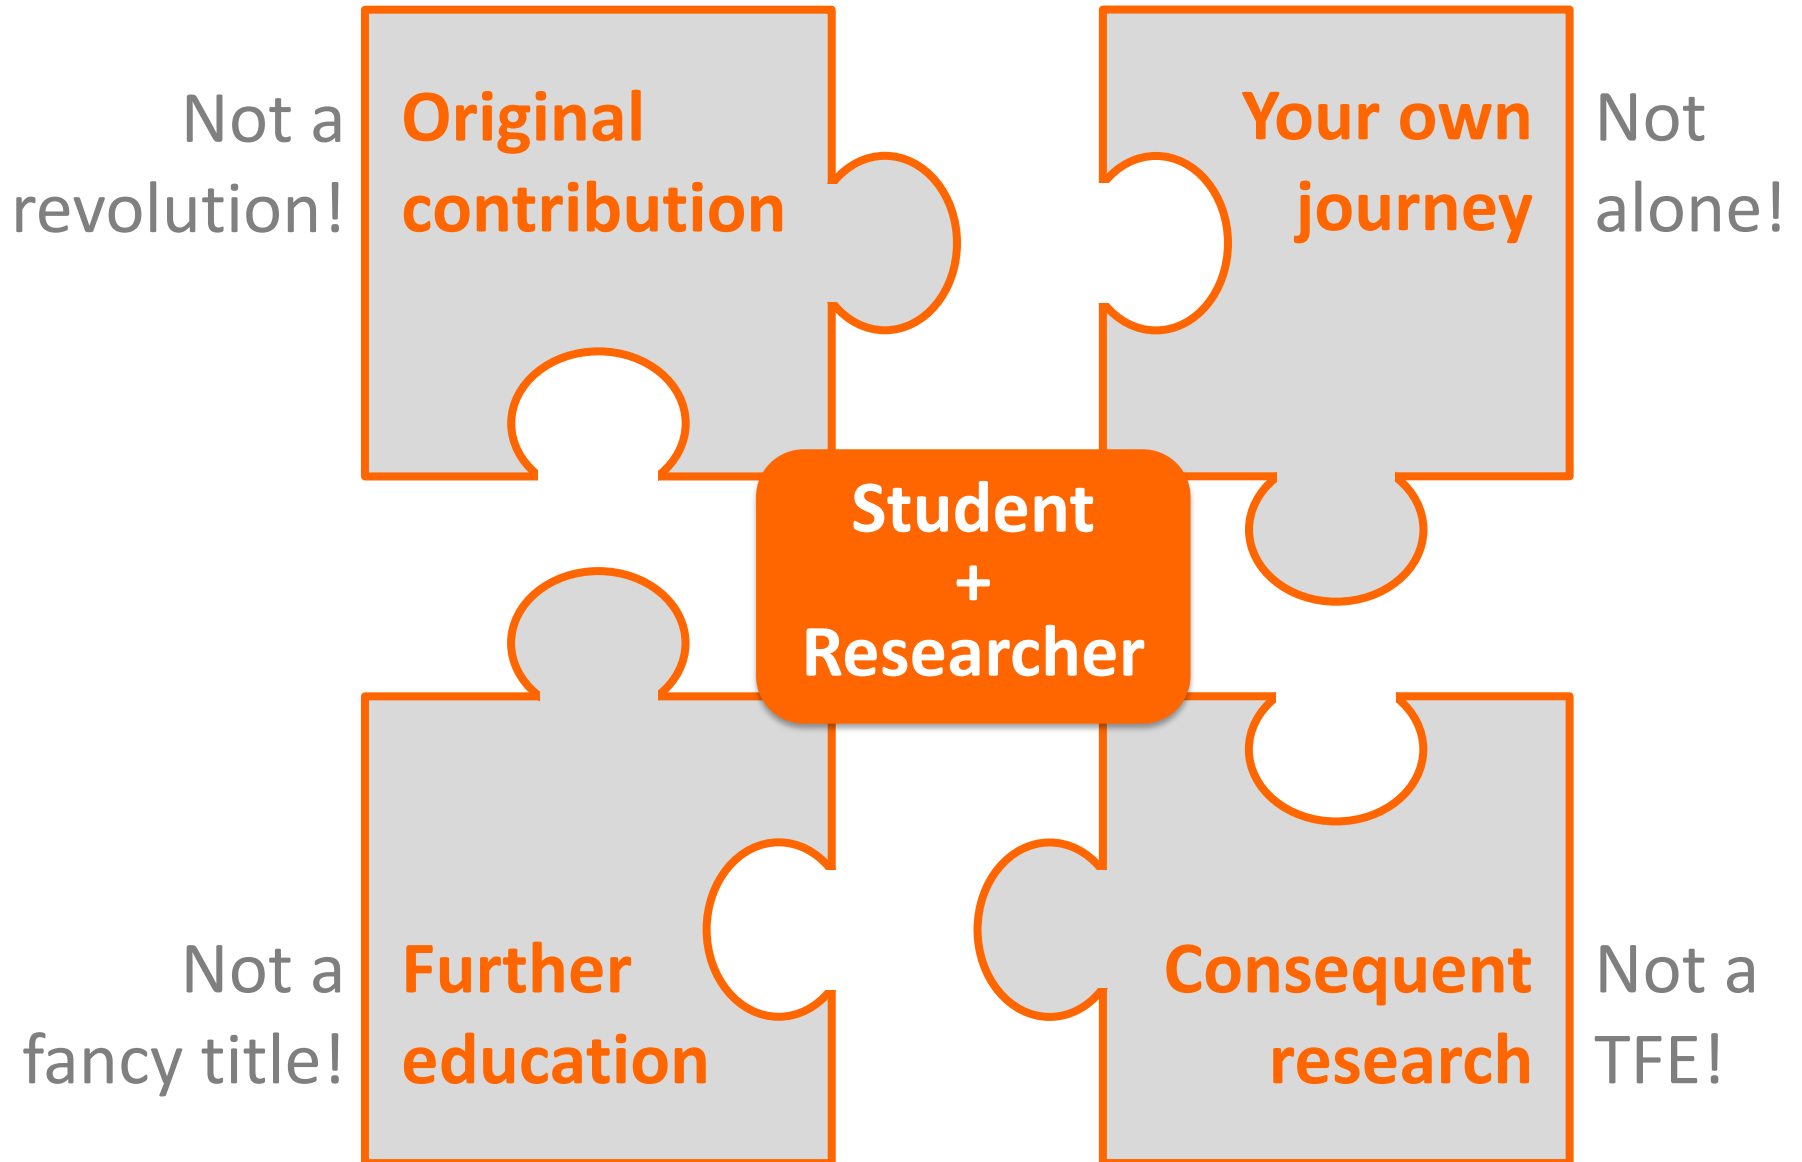 Not a
revolution!
Original
contribution
Your own
journey
Not
alone!
Student
+
Researcher
Not a
fancy title!
Further
education
Consequent
research
Not a
TFE!